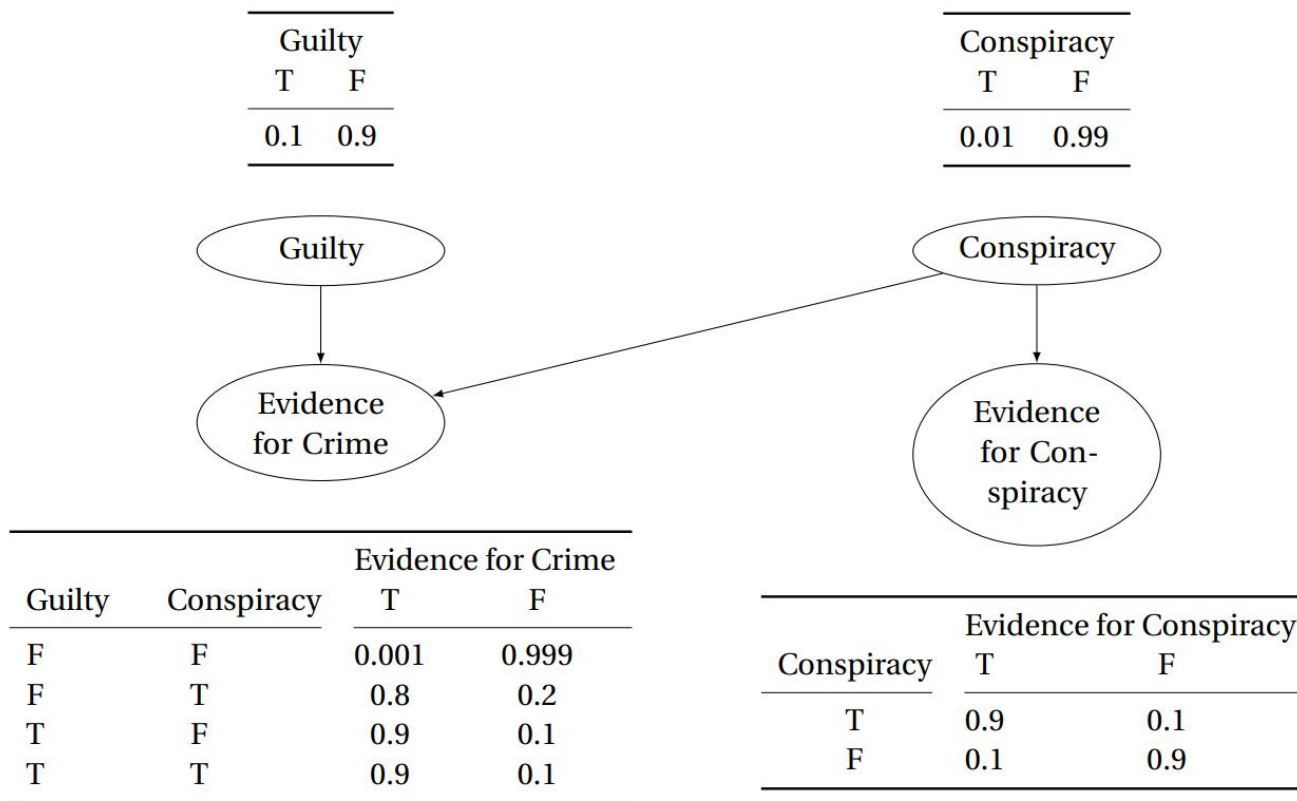 Guilty
T F
0.1 0.9
Conspiracy
T F
0.01 0.99
Guilty
Conspiracy
Evidence
for Crime
Evidence
for Con-
spiracy
Evidence for Crime
Guilty Conspiracy T F
F F 0.001 0.999
F T 0.8 0.2
T F 0.9 0.1
T T 0.9 0.1
Evidence for Conspiracy
Conspiracy T F
T 0.9 0.1
F 0.1 0.9